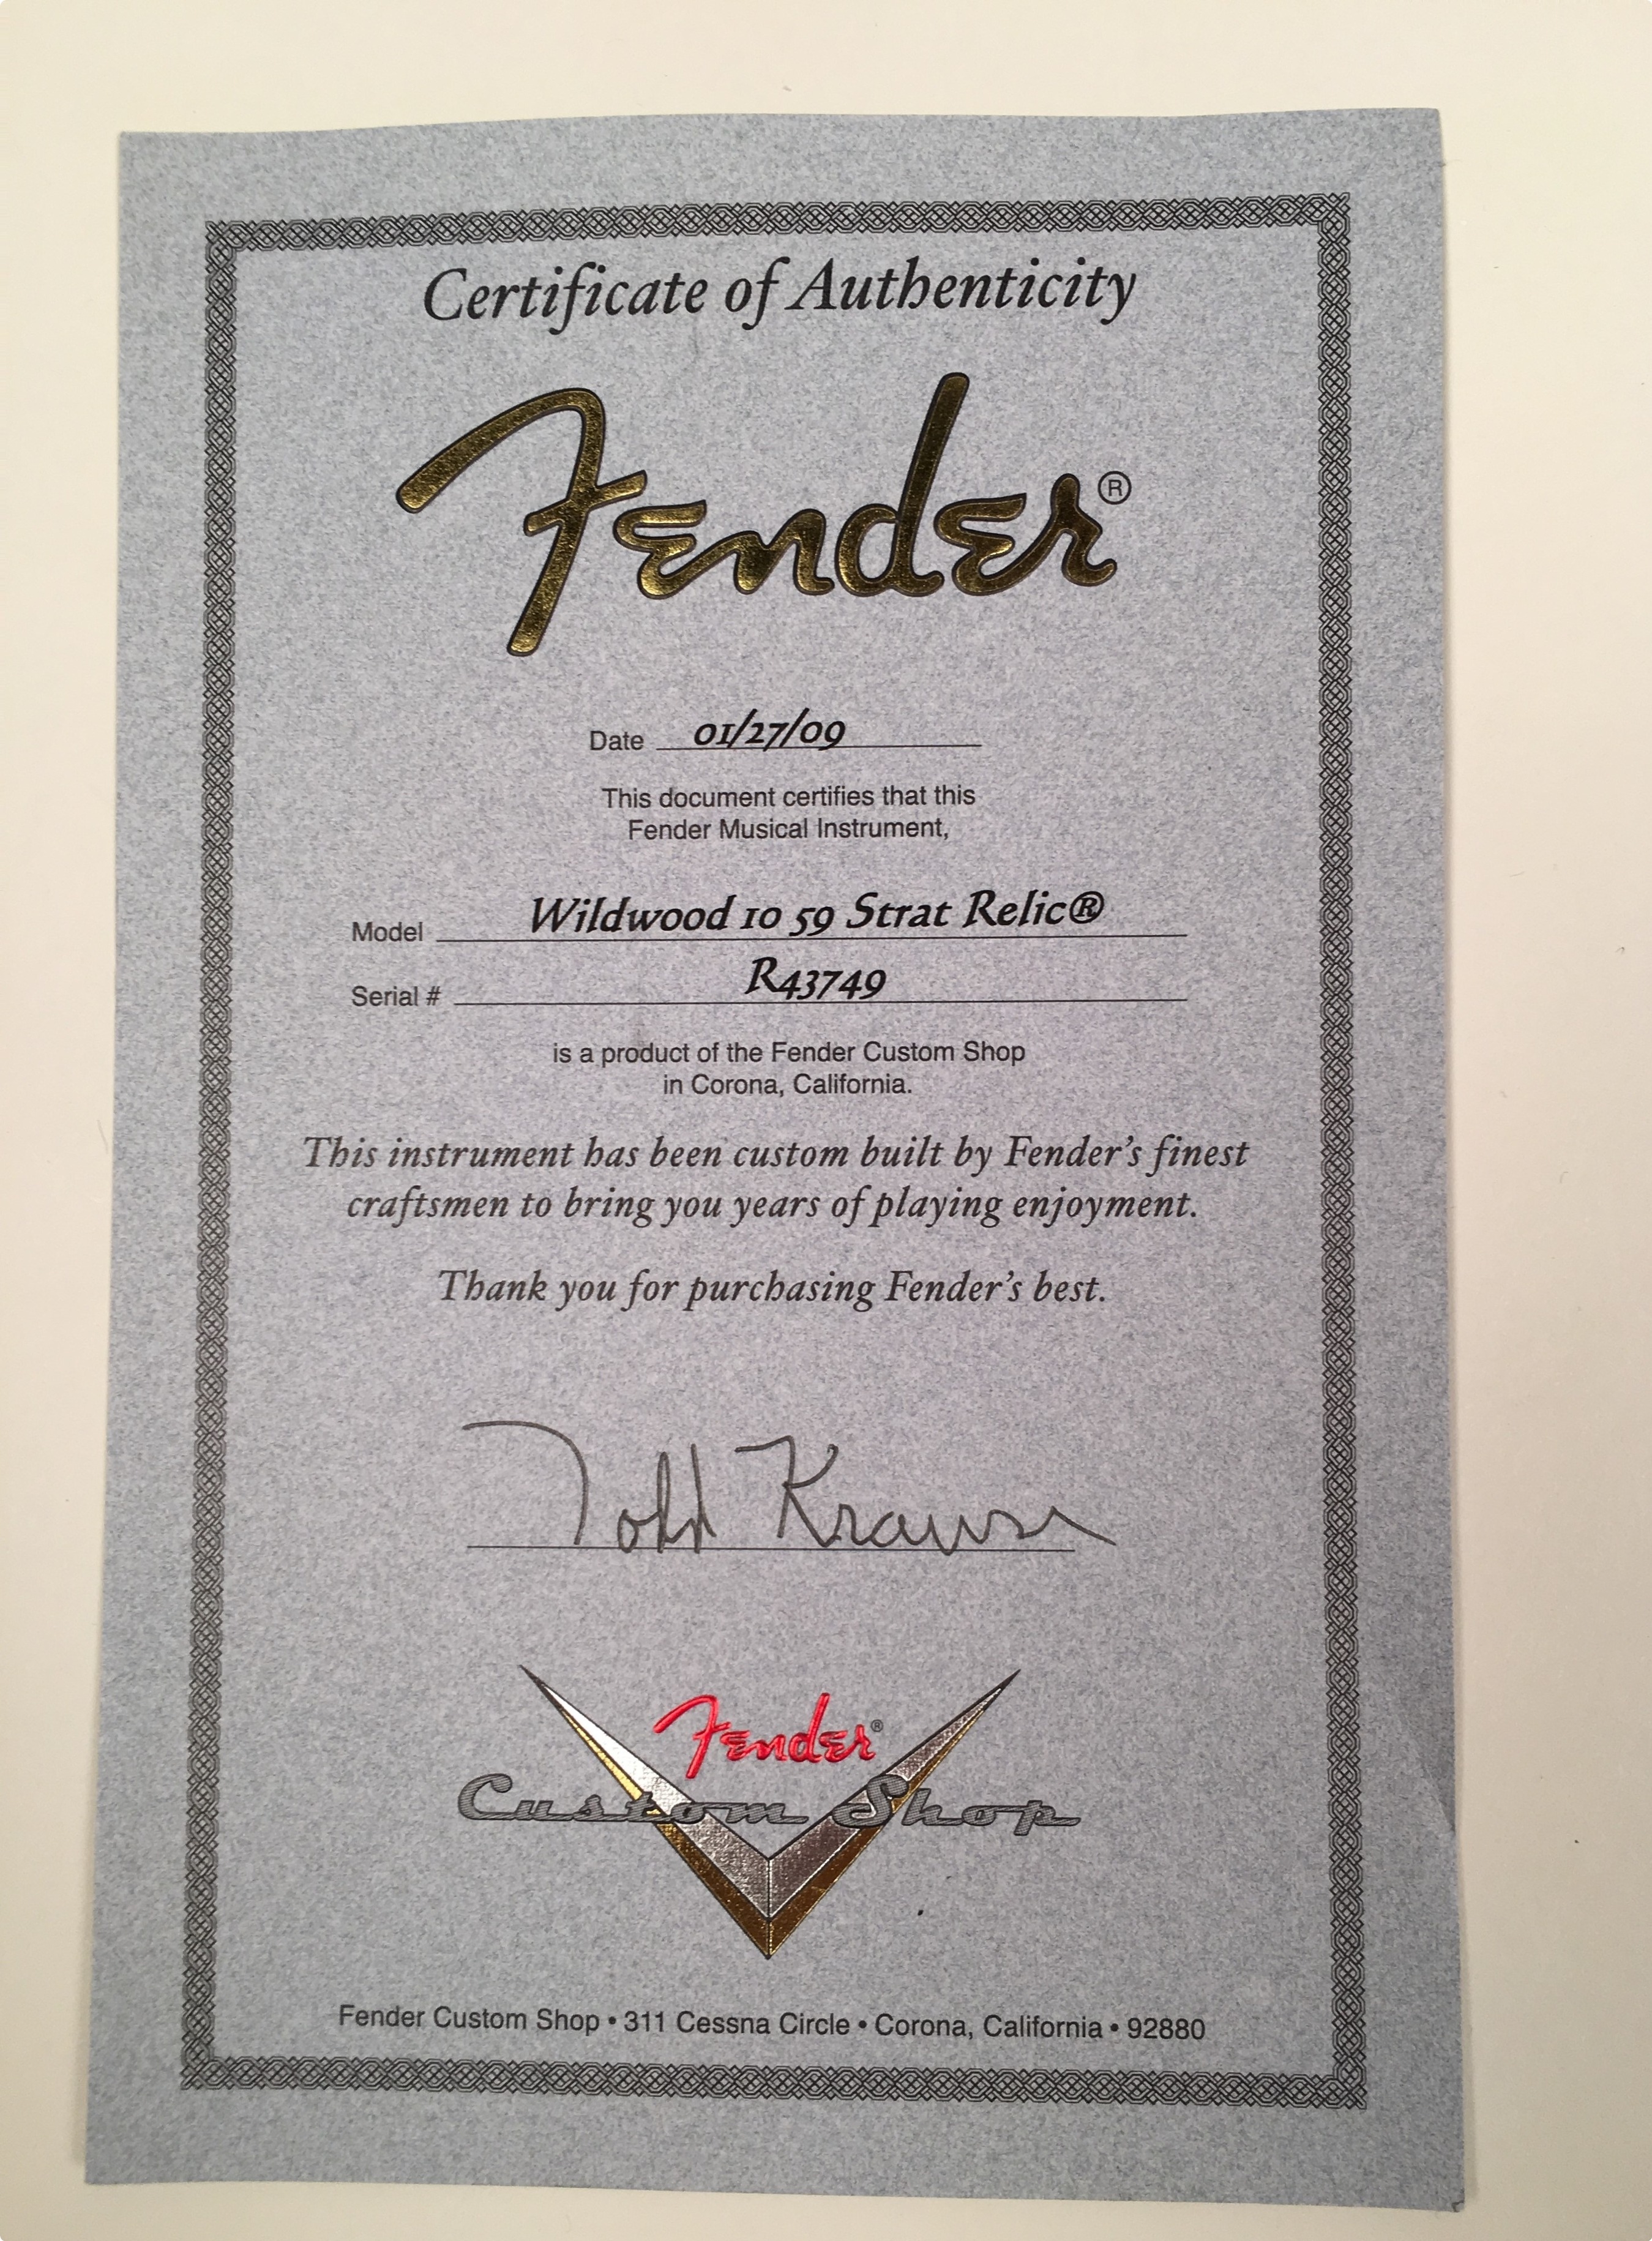 Certificate of Authenticity
Fender®
Date 01/27/09
This document certifies that this
Fender Musical Instrument,
Model Wildwood 10 59 Strat Relic®
Serial # R43749
is a product of the Fender Custom Shop
in Corona, California.
This instrument has been custom built by Fender's finest
craftsmen to bring you years of playing enjoyment.
Thank you for purchasing Fender's best.
Todd Krause
Fender®
Custom Shop
Fender Custom Shop • 311 Cessna Circle • Corona, California • 92880